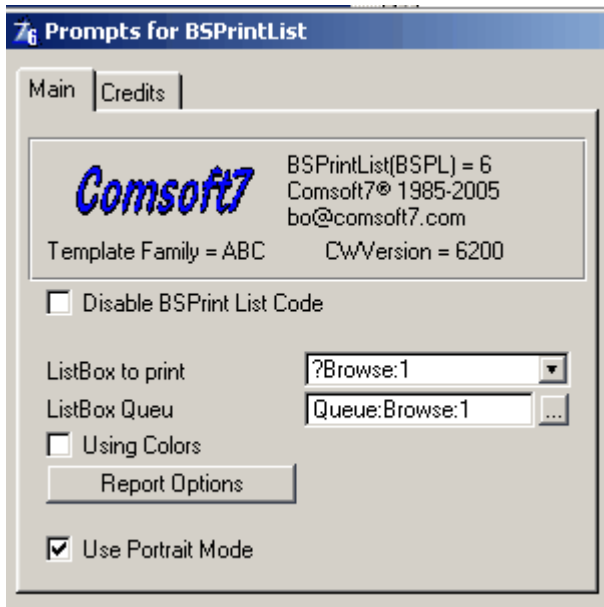 Prompts for BSPrintList
Main
Credits
Comsoft7
BSPrintList(BSPL) = 6
Comsoft7® 1985-2005
bo@comsoft7.com
Template Family = ABC
CWVersion = 6200
Disable BSPrint List Code
ListBox to print
?Browse:1
ListBox Queu
Queue:Browse:1
...
Using Colors
Report Options
Use Portrait Mode